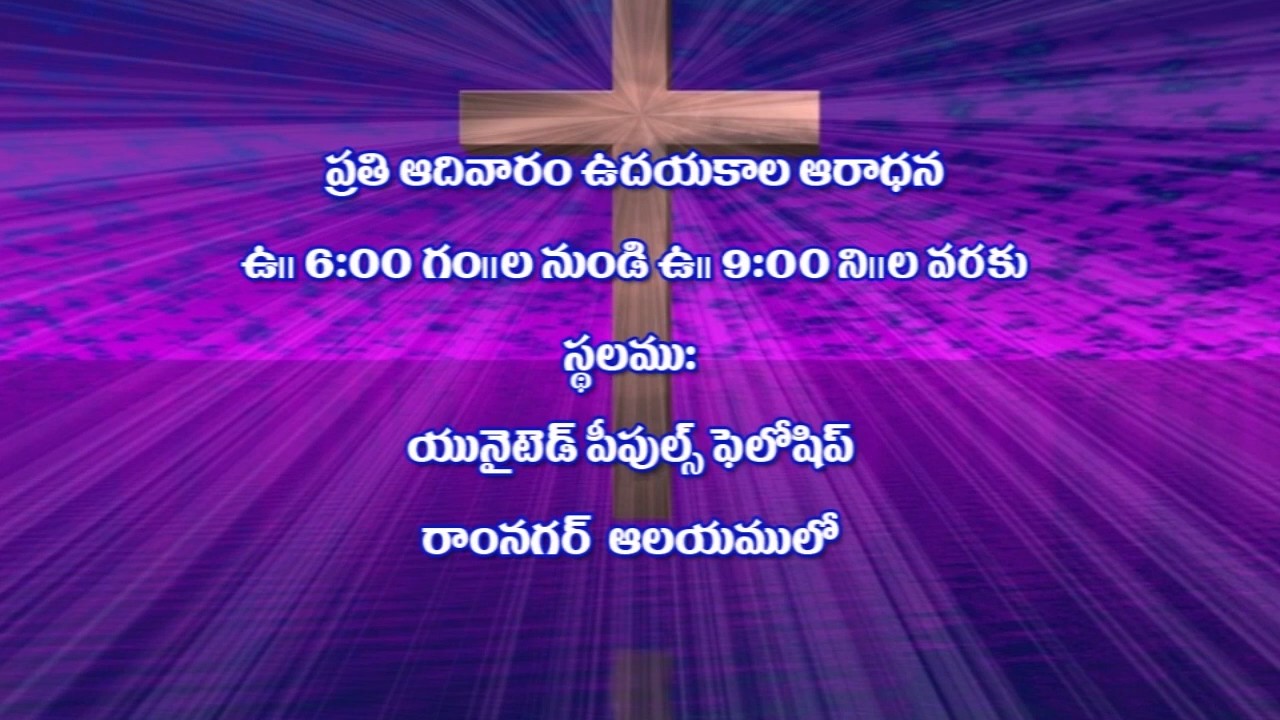 ప్రతి ఆదివారం ఉదయకాల ఆరాధన
ఉ॥ 6:00 గం॥ల నుండి ఉ॥ 9:00 ని॥ల వరకు
స్థలము:
యునైటెడ్ పీపుల్స్ ఫెలోషిప్
రాంనగర్ ఆలయములో